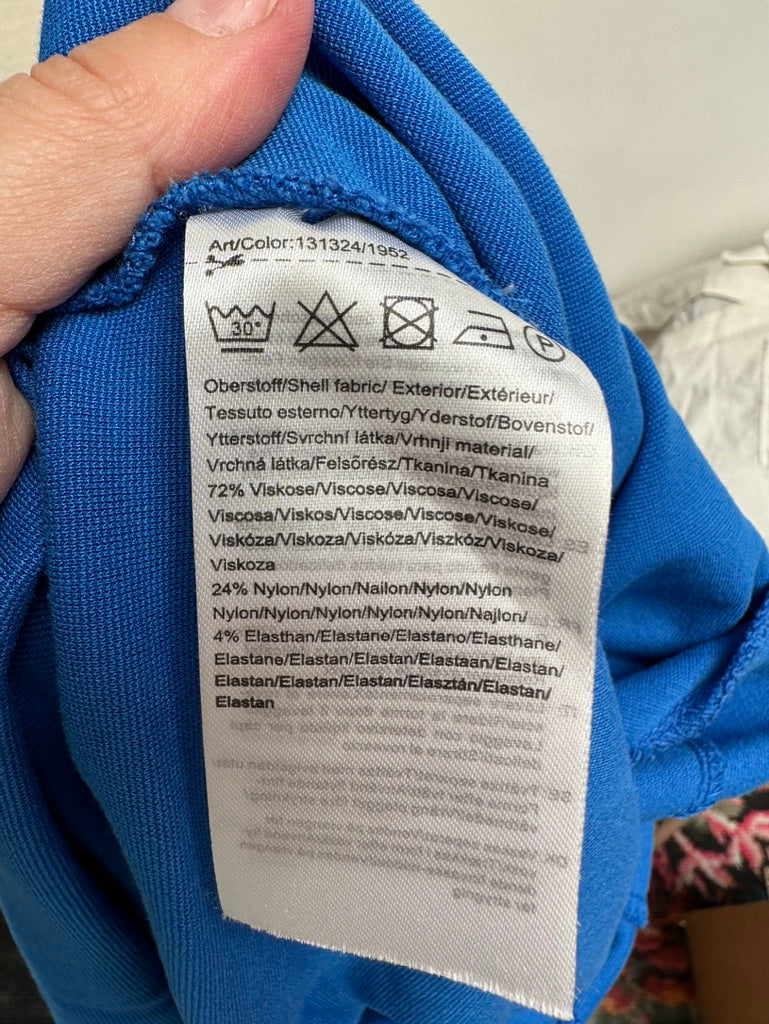 Art/Color:131324/1952
30°
P
Oberstoff/Shell fabric/ Exterior/Extérieur/
Tessuto esterno/Yttertyg/Yderstof/Bovenstof/
Ytterstoff/Svrchní látka/Vrhnji material/
Vrchná látka/Felsőrész/Tkanina/Tkanina
72% Viskose/Viscose/Viscosa/Viscose/
Viscosa/Viskos/Viscose/Viscose/Viskose/
Viskóza/Viskoza/Viskóza/Viszkóz/Viskoza/
Viskoza
24% Nylon/Nylon/Nailon/Nylon/Nylon
Nylon/Nylon/Nylon/Nylon/Nylon/Najlon/
4% Elasthan/Elastane/Elastano/Elasthane/
Elastane/Elastan/Elastan/Elastaan/Elastan/
Elastan/Elastan/Elastan/Elasztán/Elastan/
Elastan